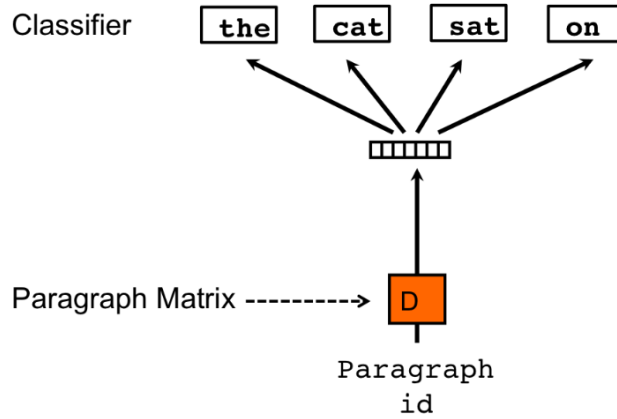 Classifier the cat sat on
Paragraph Matrix D
Paragraph
id